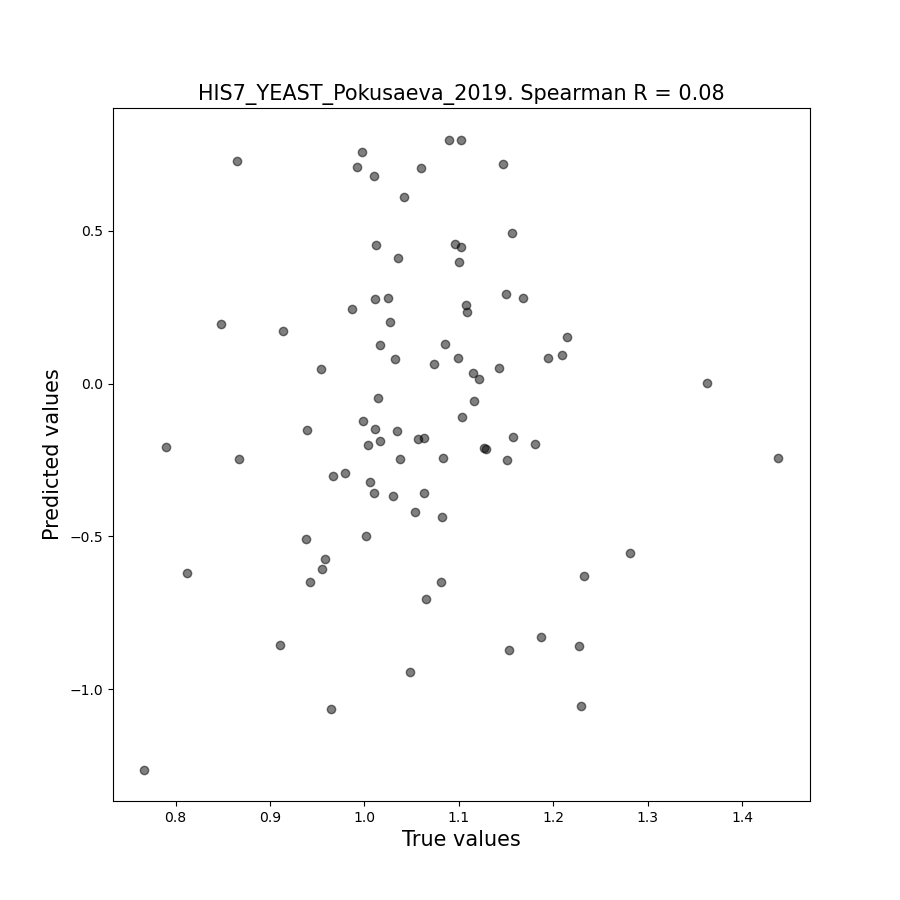 HIS7_YEAST_Pokusaeva_2019. Spearman R = 0.08
Predicted values
0.5
0.0
−0.5
−1.0
0.8 0.9 1.0 1.1 1.2 1.3 1.4
True values